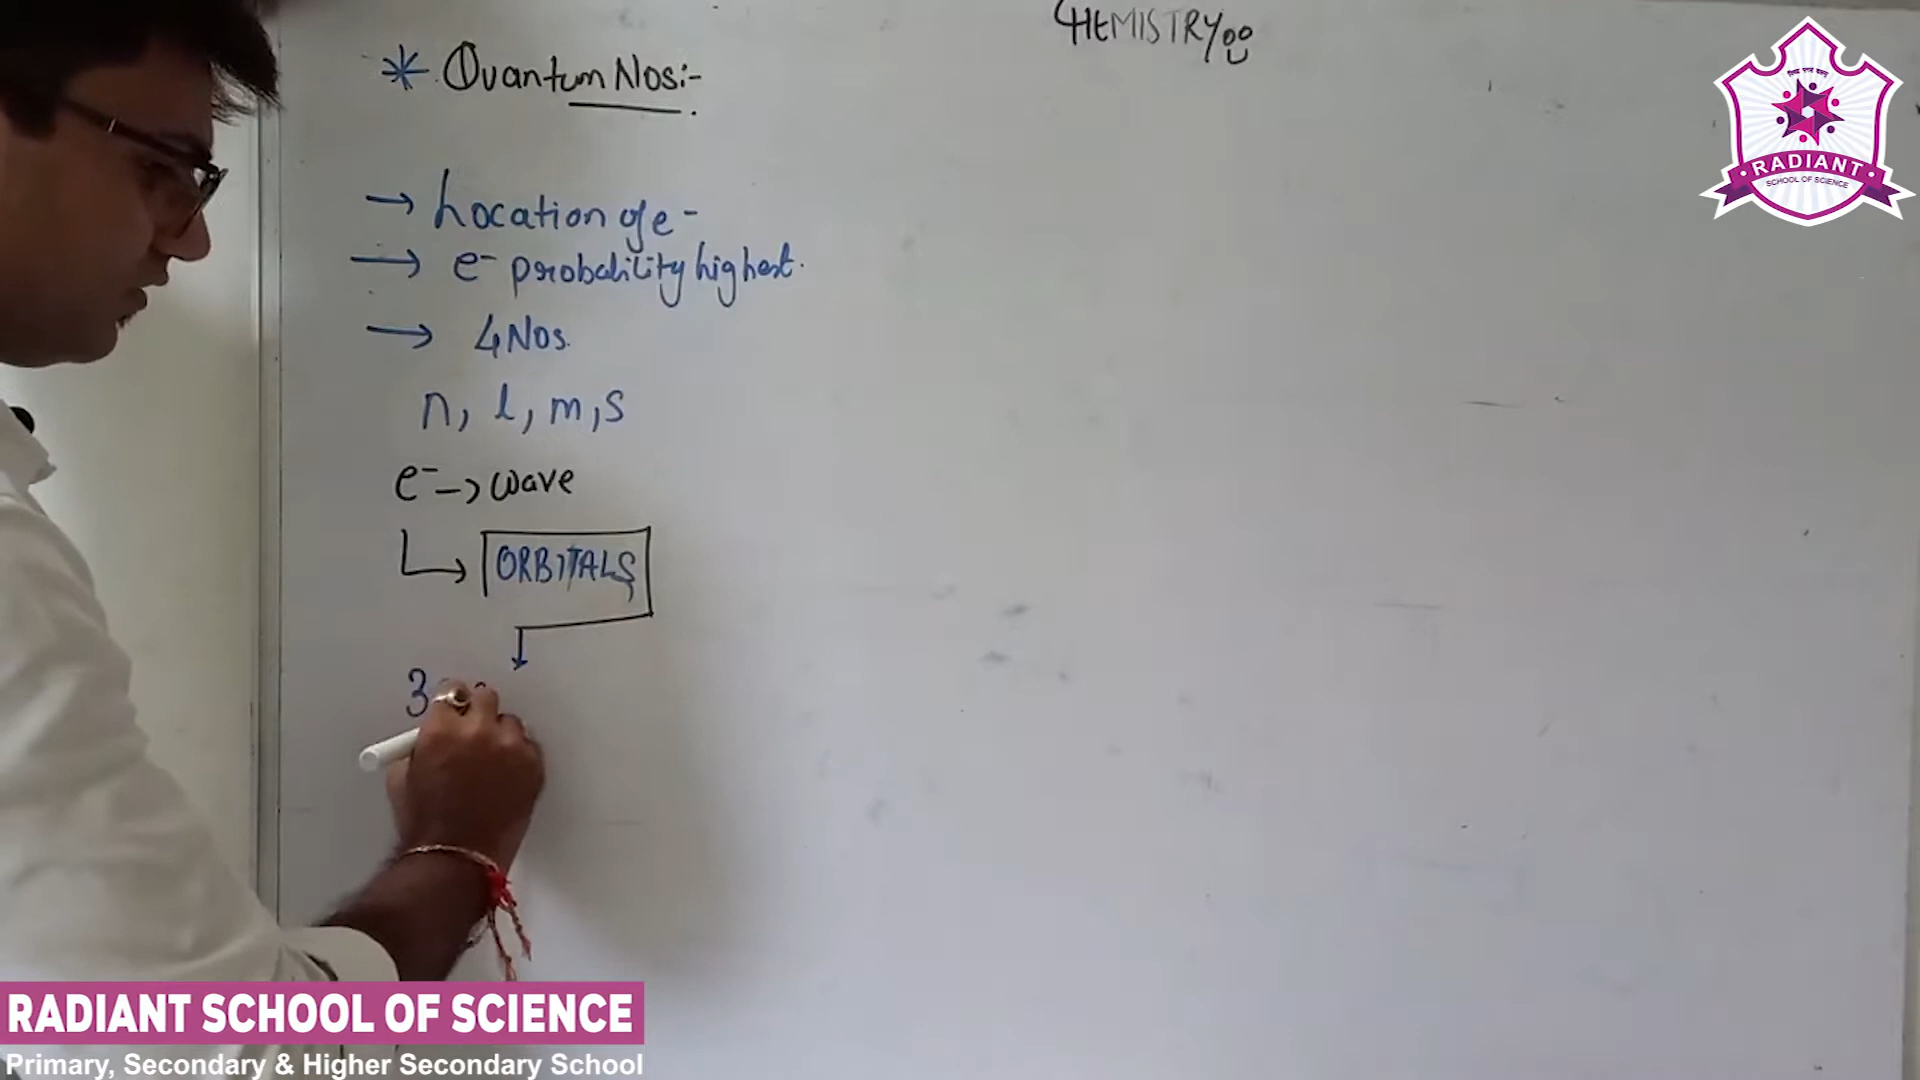 CHEMISTRY
* Quantum Nos:-
→ Location of e-
→ e- probability highest.
→ 4 Nos.
n, l, m, s
e- → wave
ORBITALS
3
RADIANT
SCHOOL OF SCIENCE
RADIANT SCHOOL OF SCIENCE
Primary, Secondary & Higher Secondary School